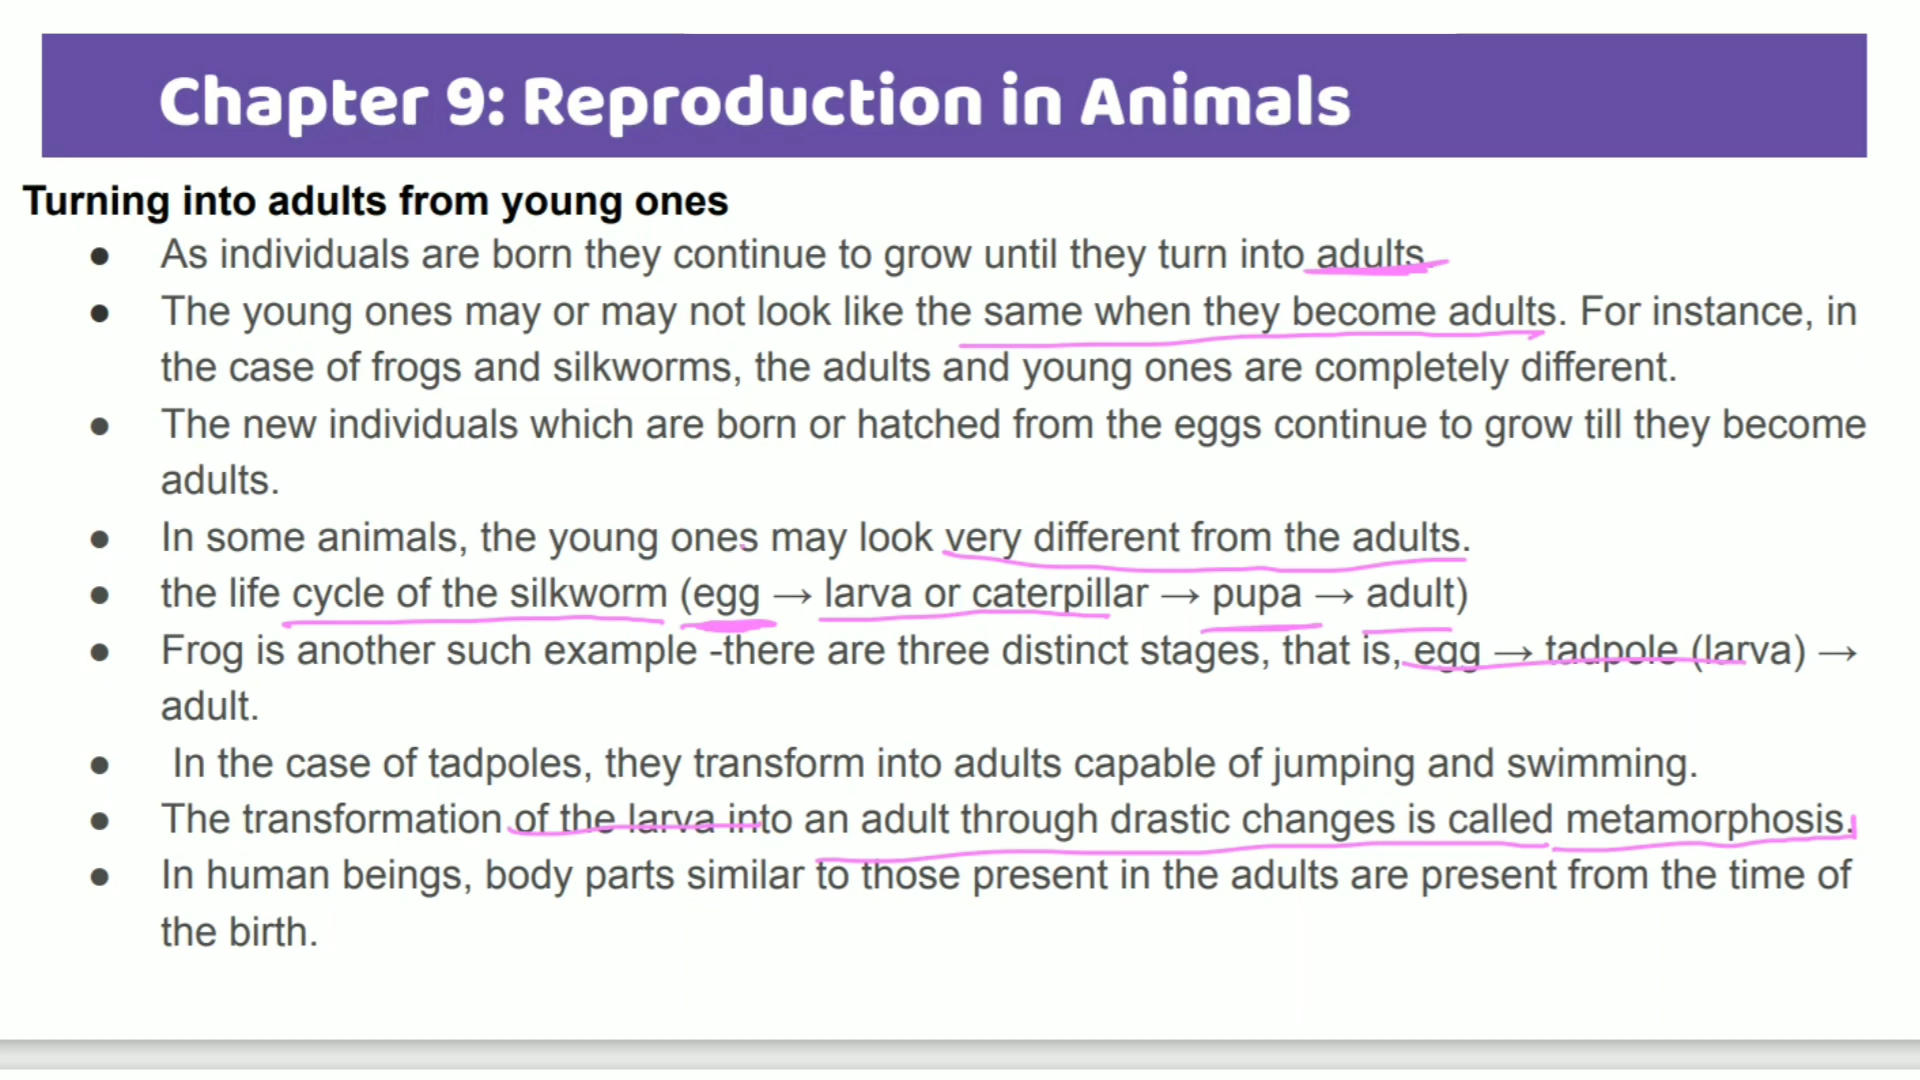 Chapter 9: Reproduction in Animals
Turning into adults from young ones
● As individuals are born they continue to grow until they turn into adults.
● The young ones may or may not look like the same when they become adults. For instance, in
the case of frogs and silkworms, the adults and young ones are completely different.
● The new individuals which are born or hatched from the eggs continue to grow till they become
adults.
● In some animals, the young ones may look very different from the adults.
● the life cycle of the silkworm (egg → larva or caterpillar → pupa → adult)
● Frog is another such example -there are three distinct stages, that is, egg → tadpole (larva) →
adult.
● In the case of tadpoles, they transform into adults capable of jumping and swimming.
● The transformation of the larva into an adult through drastic changes is called metamorphosis.
● In human beings, body parts similar to those present in the adults are present from the time of
the birth.